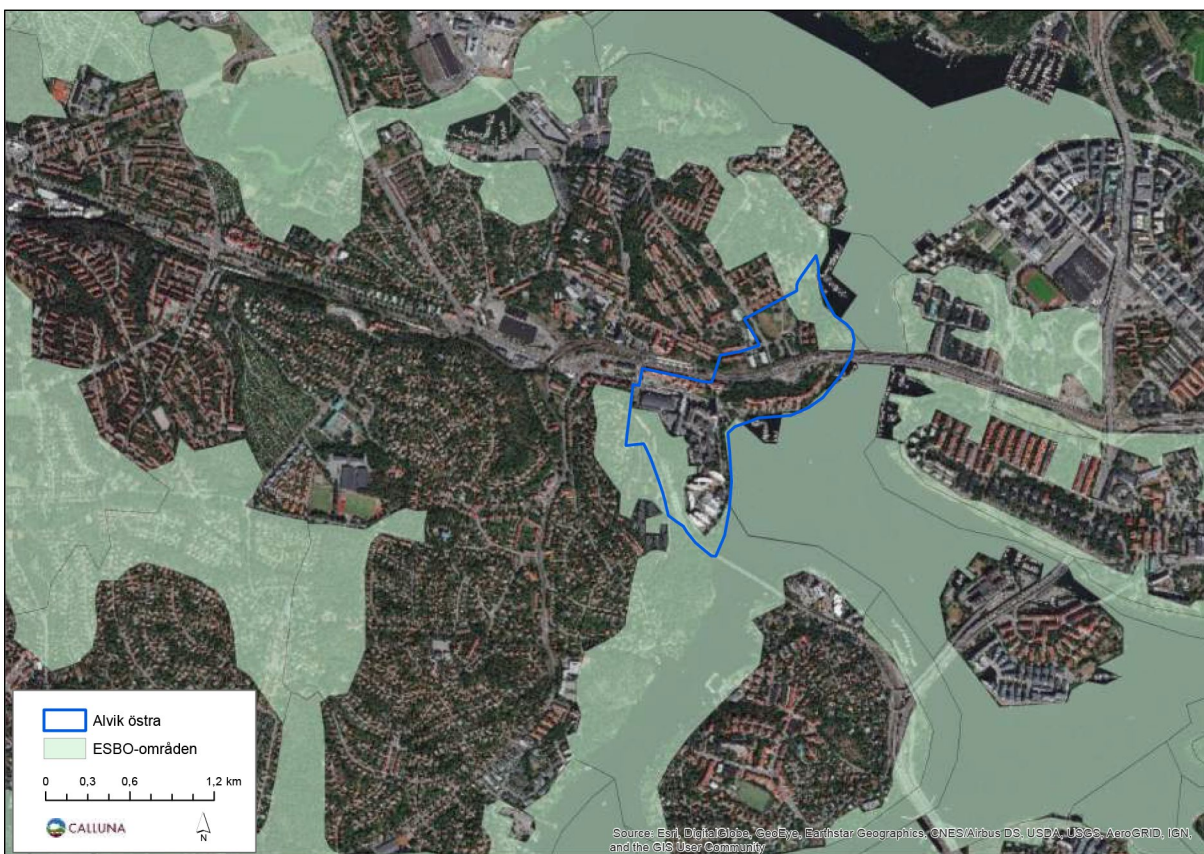 Alvik östra
ESBO-områden
0 0,3 0,6 1,2 km
CALLUNA
N
Source: Esri, DigitalGlobe, GeoEye, Earthstar Geographics, CNES/Airbus DS, USDA, USGS, AeroGRID, IGN,
and the GIS User Community